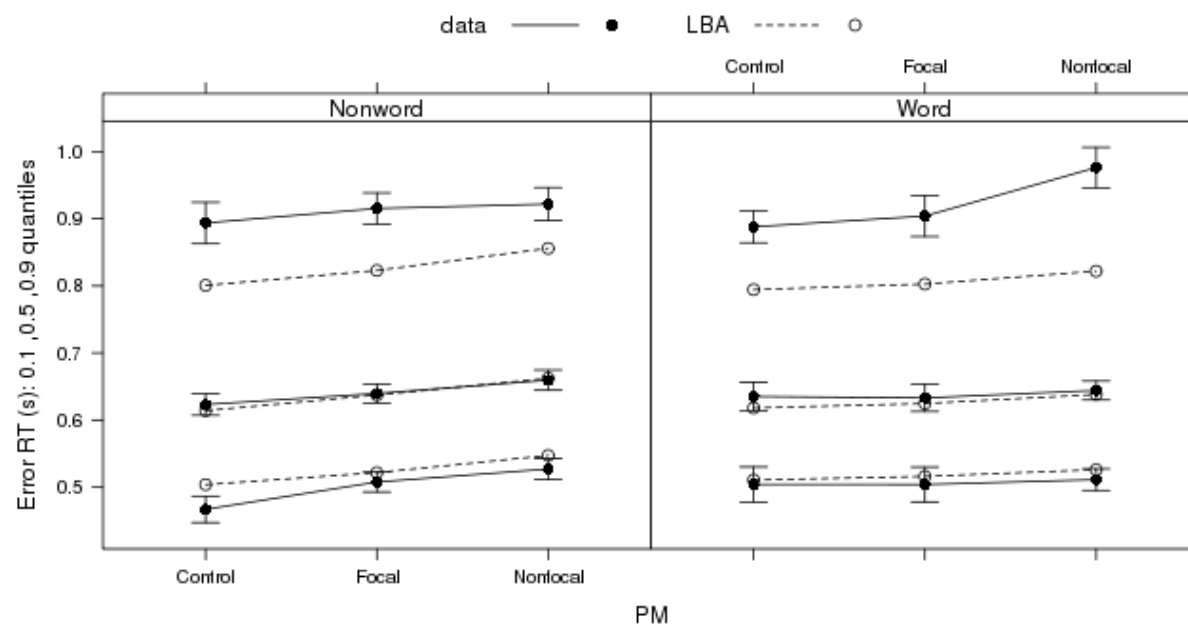 data LBA
Control Focal Nonfocal
Nonword Word
1.0
0.9
0.8
0.7
0.6
0.5
Error RT (s): 0.1 ,0.5 ,0.9 quantiles
Control Focal Nonfocal
PM